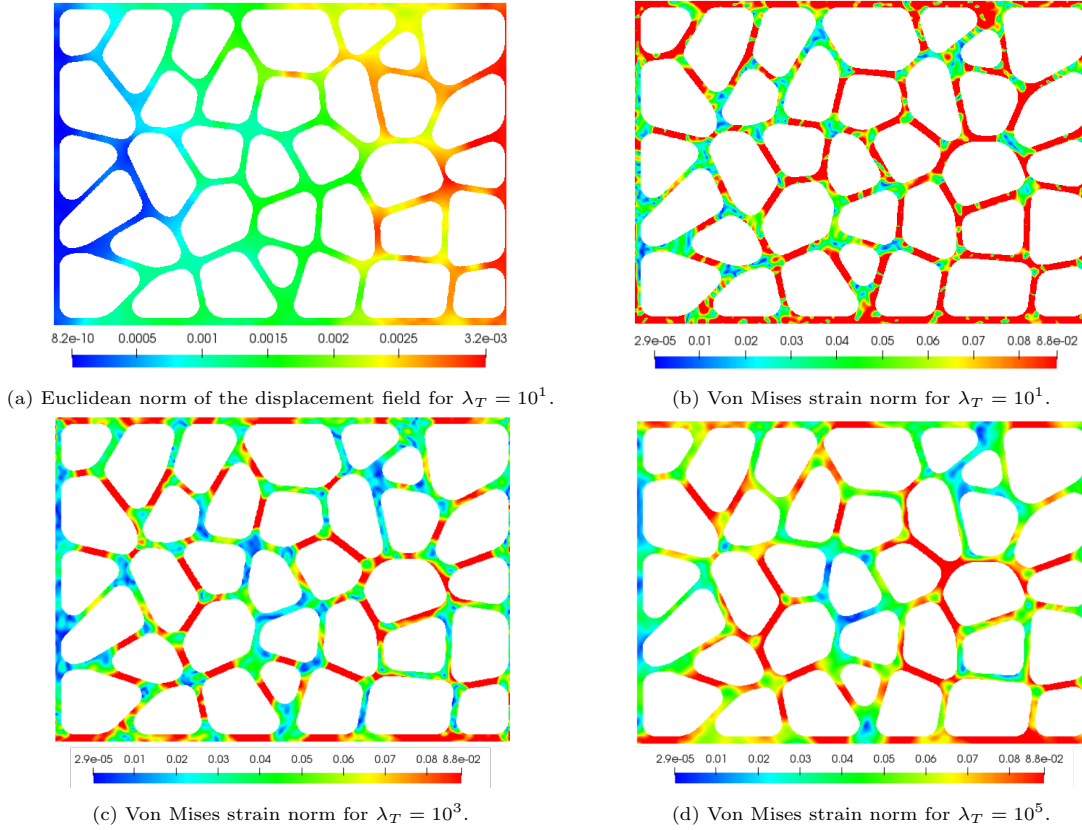 8.2e-10 0.0005 0.001 0.0015 0.002 0.0025 3.2e-03
(a) Euclidean norm of the displacement field for λ_T = 10^1.
2.9e-05 0.01 0.02 0.03 0.04 0.05 0.06 0.07 0.08 8.8e-02
(b) Von Mises strain norm for λ_T = 10^1.
2.9e-05 0.01 0.02 0.03 0.04 0.05 0.06 0.07 8.8e-02
(c) Von Mises strain norm for λ_T = 10^3.
2.9e-05 0.01 0.02 0.03 0.04 0.05 0.06 0.07 8.8e-02
(d) Von Mises strain norm for λ_T = 10^5.